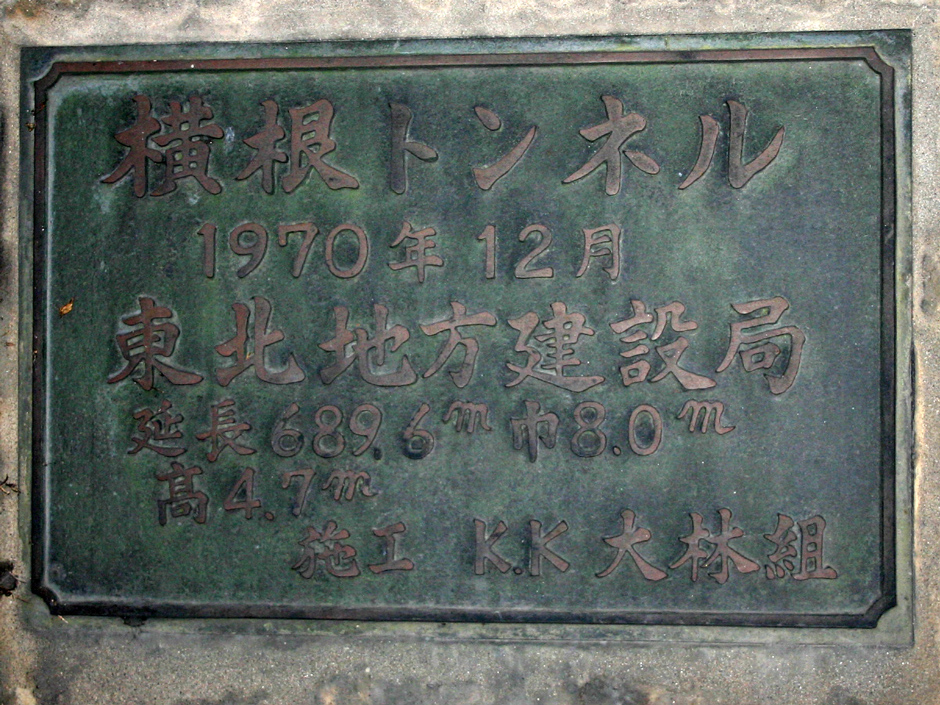 横根トンネル
1970年12月
東北地方建設局
延長689.6m 巾8.0m
髙4.7m
施工 K.K 大林組